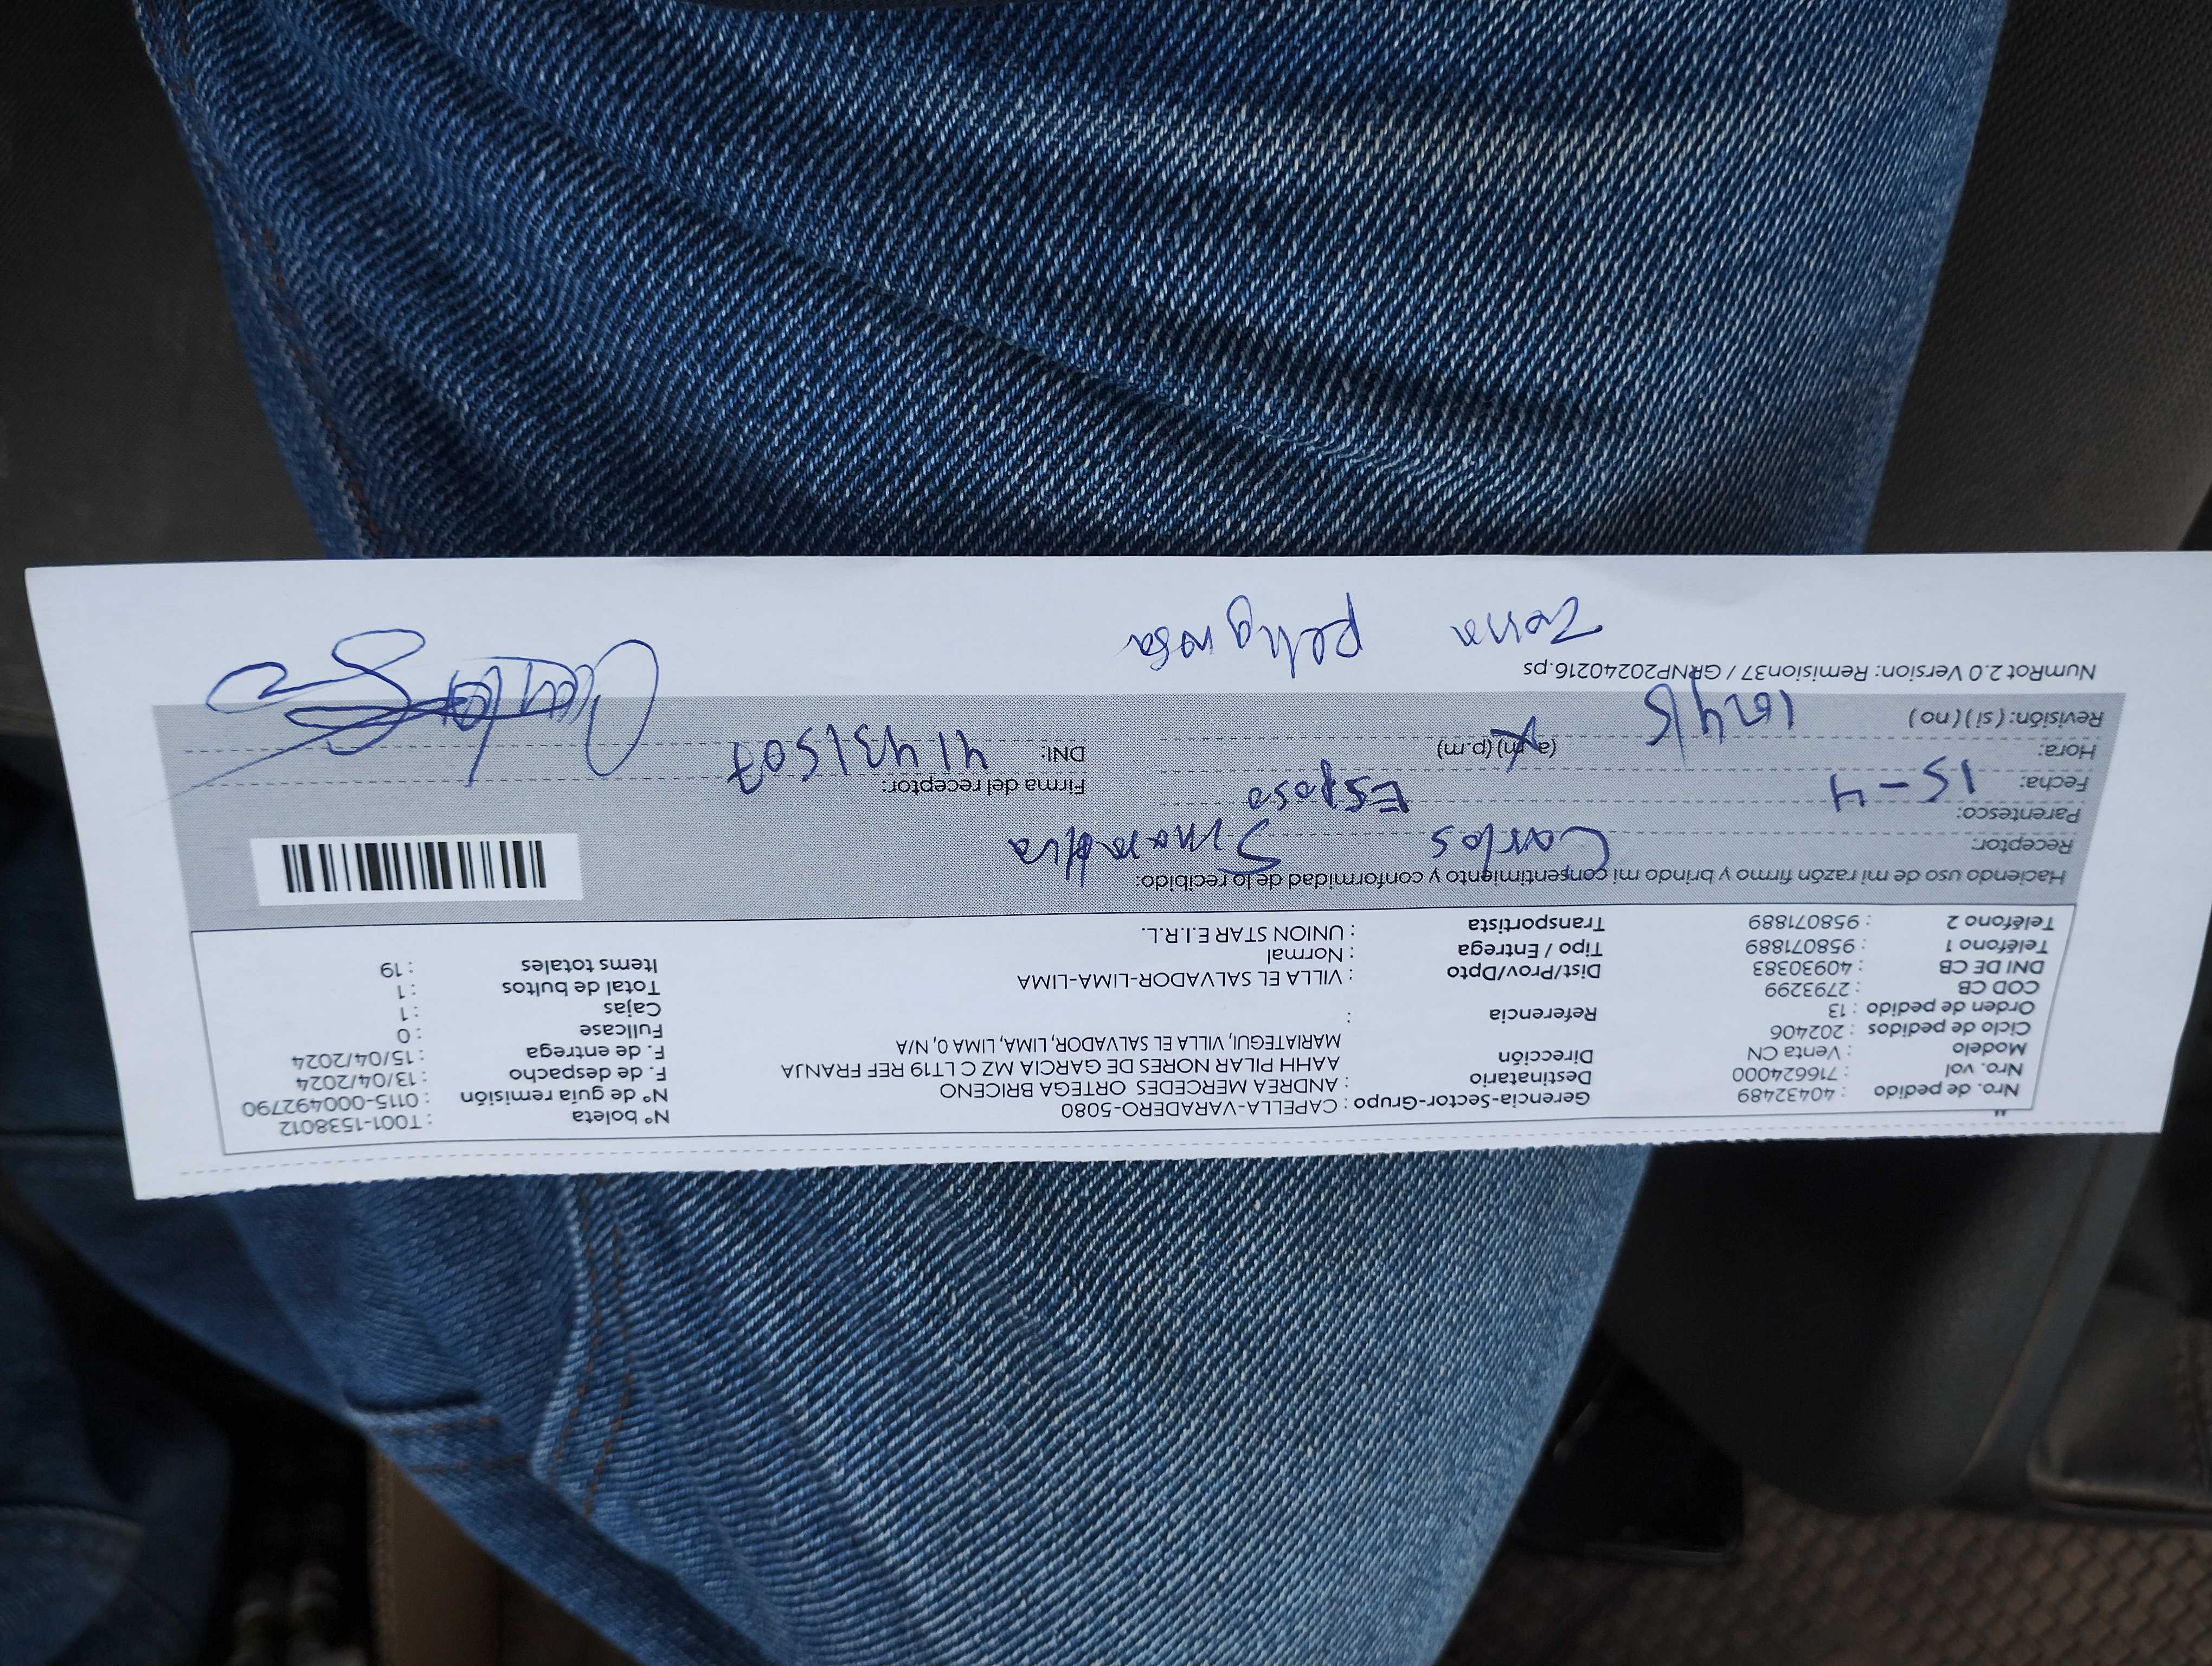 Nro. de pedido : 40432489
Nro. vol : 716624000
Modelo : Venta CN
Ciclo de pedidos : 202406
Orden de pedido : 13
COD CB : 2793299
DNI DE CB : 40930383
Teléfono 1 : 958071889
Teléfono 2 : 958071889
Gerencia-Sector-Grupo : CAPELLA-VARADERO-5080
Destinatario : ANDREA MERCEDES ORTEGA BRICENO
Dirección AAHH PILAR NORES DE GARCIA MZ C LT19 REF FRANJA
MARIATEGUI, VILLA EL SALVADOR, LIMA, LIMA 0, N/A
Referencia :
Dist/Prov/Dpto : VILLA EL SALVADOR-LIMA-LIMA
Tipo / Entrega : Normal
Transportista : UNION STAR E.I.R.L.
N° boleta : T001-1538012
N° de guía remisión : 0115-000492790
F. de despacho : 13/04/2024
F. de entrega : 15/04/2024
Fullcase : 0
Cajas : 1
Total de bultos : 1
Items totales : 19
Haciendo uso de mi razón firmo y brindo mi consentimiento y conformidad de lo recibido:
Receptor: Carlos
Parentesco: Esposo
Fecha: 15-4
Hora: (a.m) (p.m)
Revisión: (si) (no)
Firma del receptor:
DNI: 41431507
NumRot 2.0 Version: Remision37 / GRNP20240216.ps
Zona peligrosa